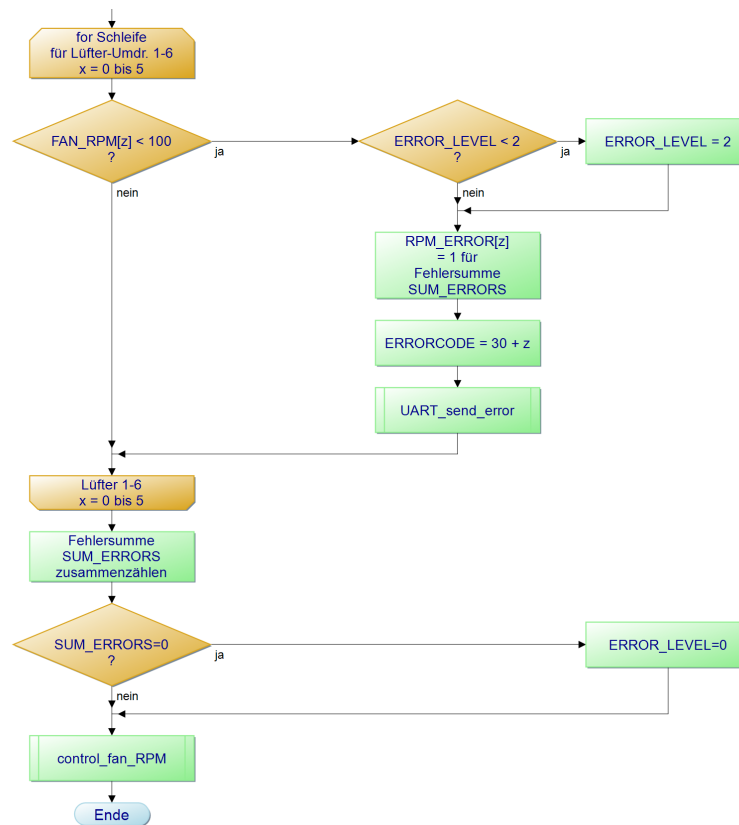 for Schleife
für Lüfter-Umdr. 1-6
x = 0 bis 5
FAN_RPM[z] < 100
?
ja
nein
ERROR_LEVEL < 2
?
ja
nein
ERROR_LEVEL = 2
RPM_ERROR[z]
= 1 für
Fehlersumme
SUM_ERRORS
ERRORCODE = 30 + z
UART_send_error
Lüfter 1-6
x = 0 bis 5
Fehlersumme
SUM_ERRORS
zusammenzählen
SUM_ERRORS=0
?
ja
nein
ERROR_LEVEL=0
control_fan_RPM
Ende